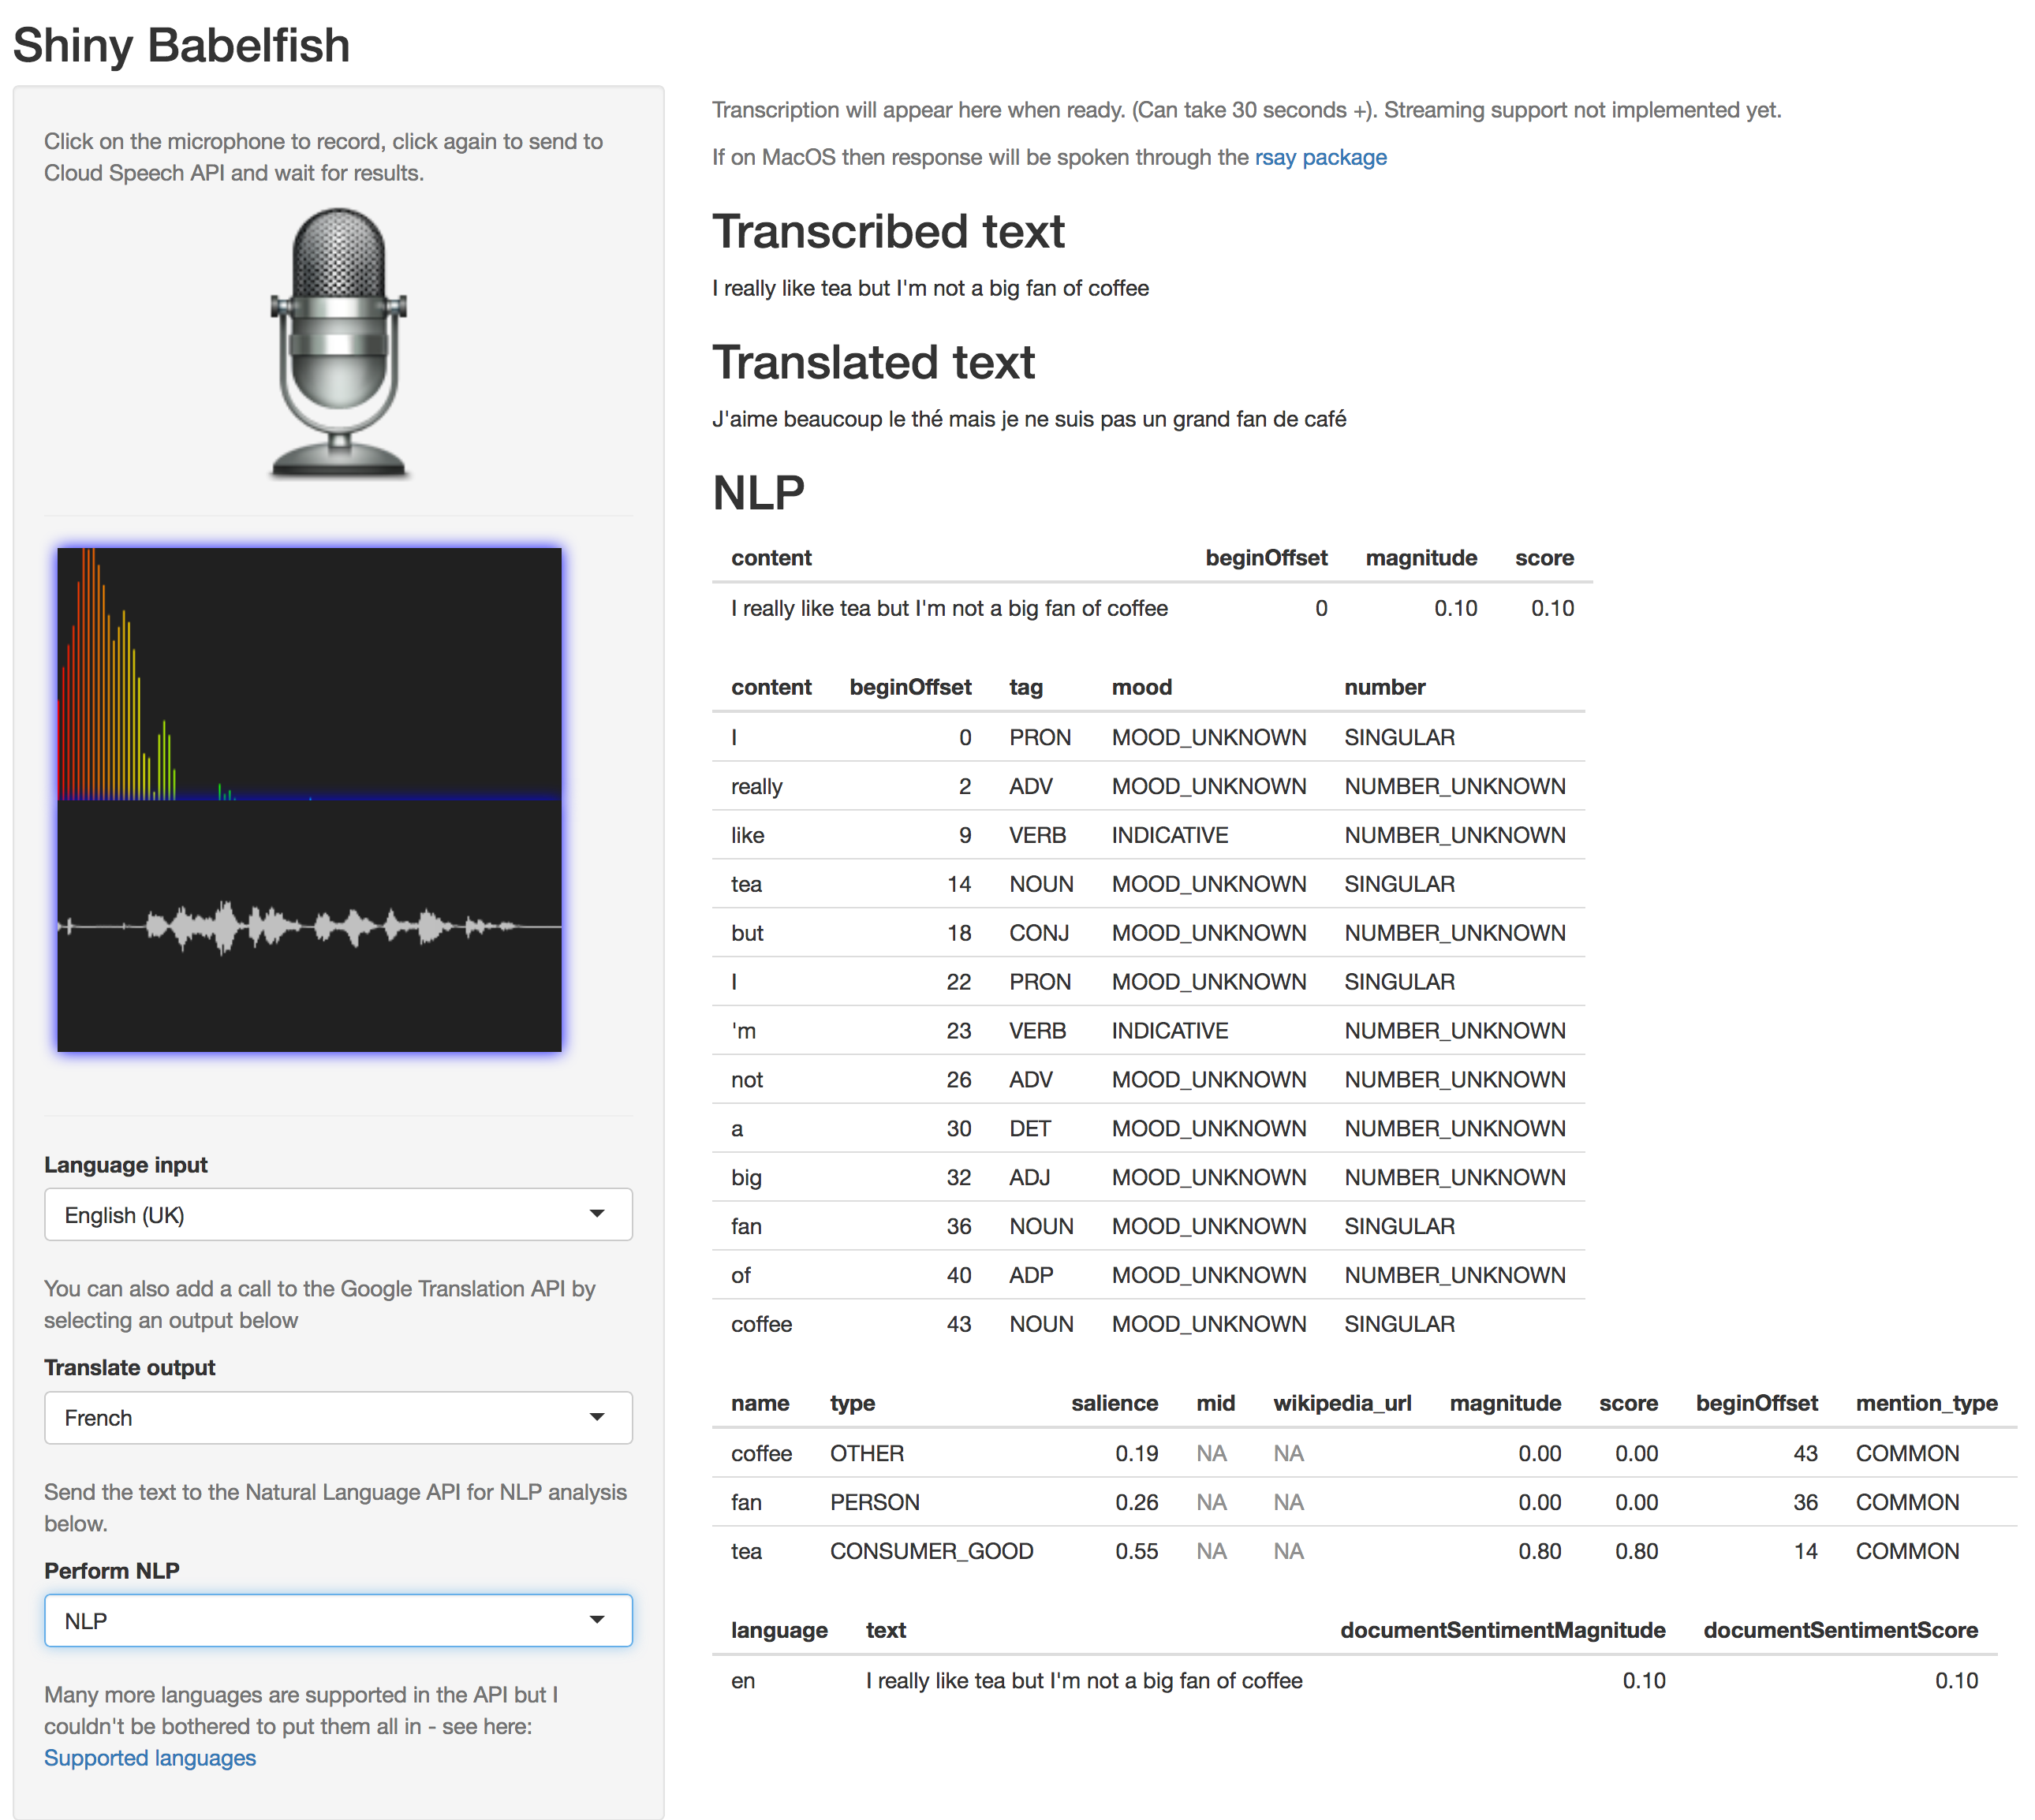 Shiny Babelfish
Click on the microphone to record, click again to send to
Cloud Speech API and wait for results.
Language input
English (UK)
You can also add a call to the Google Translation API by
selecting an output below
Translate output
French
Send the text to the Natural Language API for NLP analysis
below.
Perform NLP
NLP
Many more languages are supported in the API but I
couldn't be bothered to put them all in - see here:
Supported languages
Transcription will appear here when ready. (Can take 30 seconds +). Streaming support not implemented yet.
If on MacOS then response will be spoken through the rsay package
Transcribed text
I really like tea but I'm not a big fan of coffee
Translated text
J'aime beaucoup le thé mais je ne suis pas un grand fan de café
NLP
content beginOffset magnitude score
I really like tea but I'm not a big fan of coffee 0 0.10 0.10
content beginOffset tag mood number
I 0 PRON MOOD_UNKNOWN SINGULAR
really 2 ADV MOOD_UNKNOWN NUMBER_UNKNOWN
like 9 VERB INDICATIVE NUMBER_UNKNOWN
tea 14 NOUN MOOD_UNKNOWN SINGULAR
but 18 CONJ MOOD_UNKNOWN NUMBER_UNKNOWN
I 22 PRON MOOD_UNKNOWN SINGULAR
'm 23 VERB INDICATIVE NUMBER_UNKNOWN
not 26 ADV MOOD_UNKNOWN NUMBER_UNKNOWN
a 30 DET MOOD_UNKNOWN NUMBER_UNKNOWN
big 32 ADJ MOOD_UNKNOWN NUMBER_UNKNOWN
fan 36 NOUN MOOD_UNKNOWN SINGULAR
of 40 ADP MOOD_UNKNOWN NUMBER_UNKNOWN
coffee 43 NOUN MOOD_UNKNOWN SINGULAR
name type salience mid wikipedia_url magnitude score beginOffset mention_type
coffee OTHER 0.19 NA NA 0.00 0.00 43 COMMON
fan PERSON 0.26 NA NA 0.00 0.00 36 COMMON
tea CONSUMER_GOOD 0.55 NA NA 0.80 0.80 14 COMMON
language text documentSentimentMagnitude documentSentimentScore
en I really like tea but I'm not a big fan of coffee 0.10 0.10